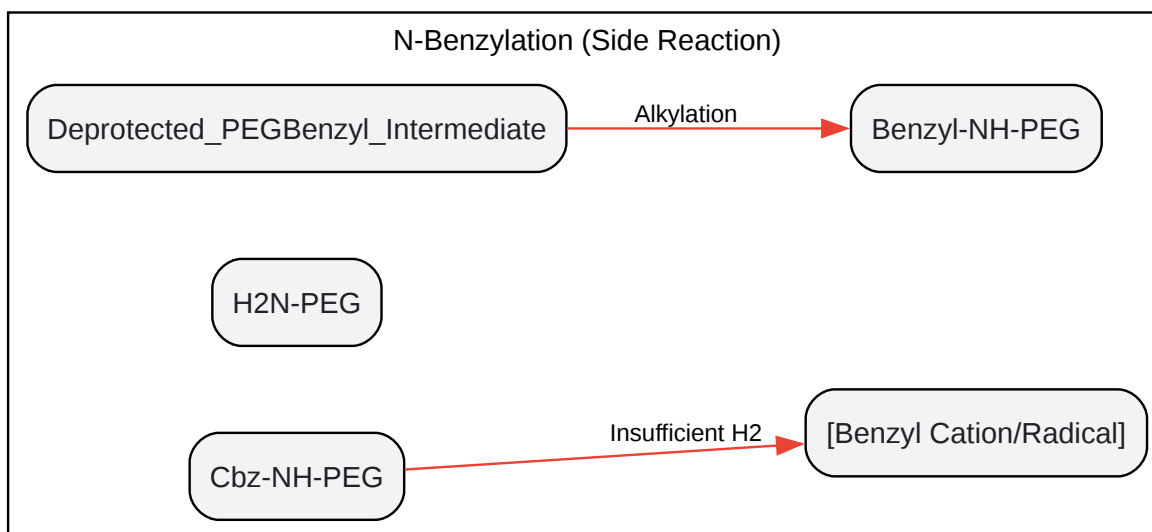 N-Benzylation (Side Reaction)
Deprotected_PEGBenzyl_Intermediate
Alkylation
Benzyl-NH-PEG
H2N-PEG
Cbz-NH-PEG
Insufficient H2
[Benzyl Cation/Radical]